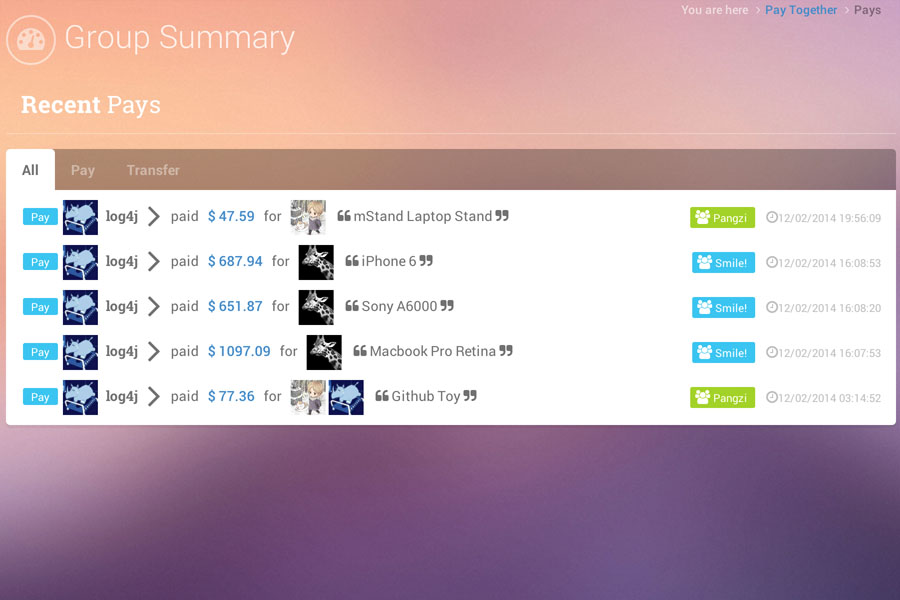 You are here > Pay Together > Pays
Group Summary
Recent Pays
All Pay Transfer
Pay log4j > paid $ 47.59 for “ mStand Laptop Stand ” Pangzi 12/02/2014 19:56:09
Pay log4j > paid $ 687.94 for “ iPhone 6 ” Smile! 12/02/2014 16:08:53
Pay log4j > paid $ 651.87 for “ Sony A6000 ” Smile! 12/02/2014 16:08:20
Pay log4j > paid $ 1097.09 for “ Macbook Pro Retina ” Smile! 12/02/2014 16:07:53
Pay log4j > paid $ 77.36 for “ Github Toy ” Pangzi 12/02/2014 03:14:52